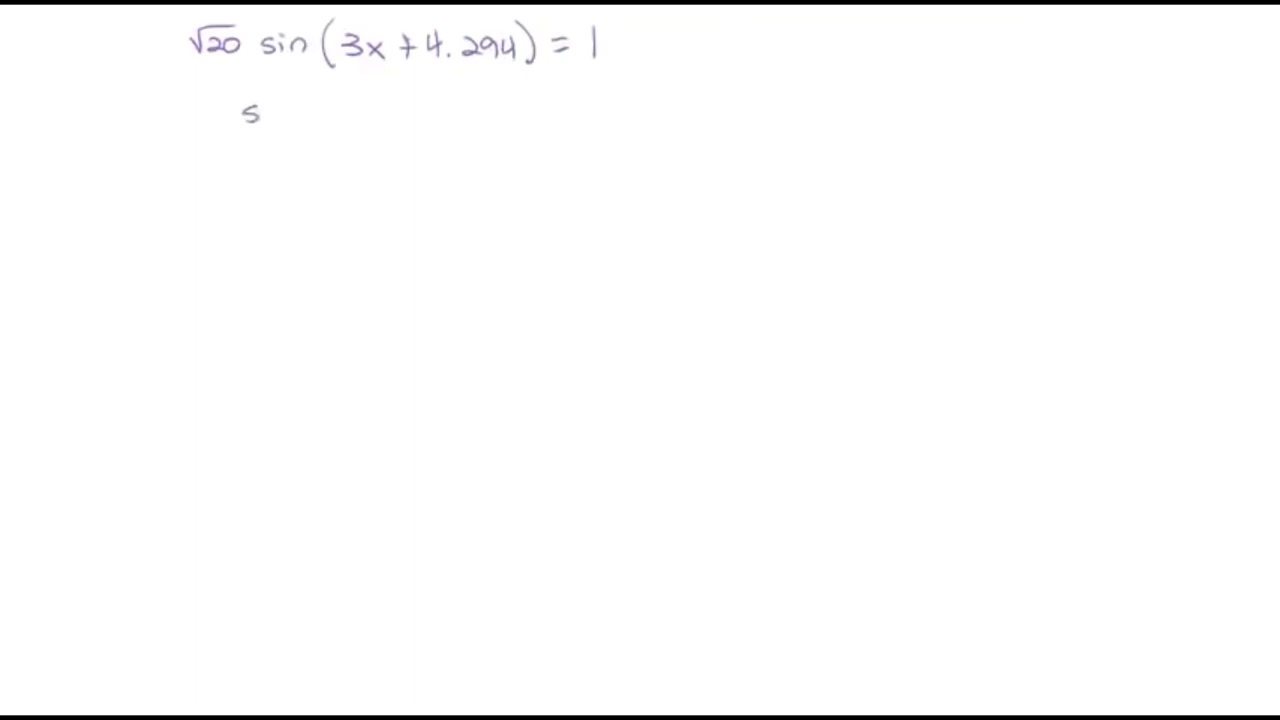 √20 sin (3x + 4.294) = 1
s